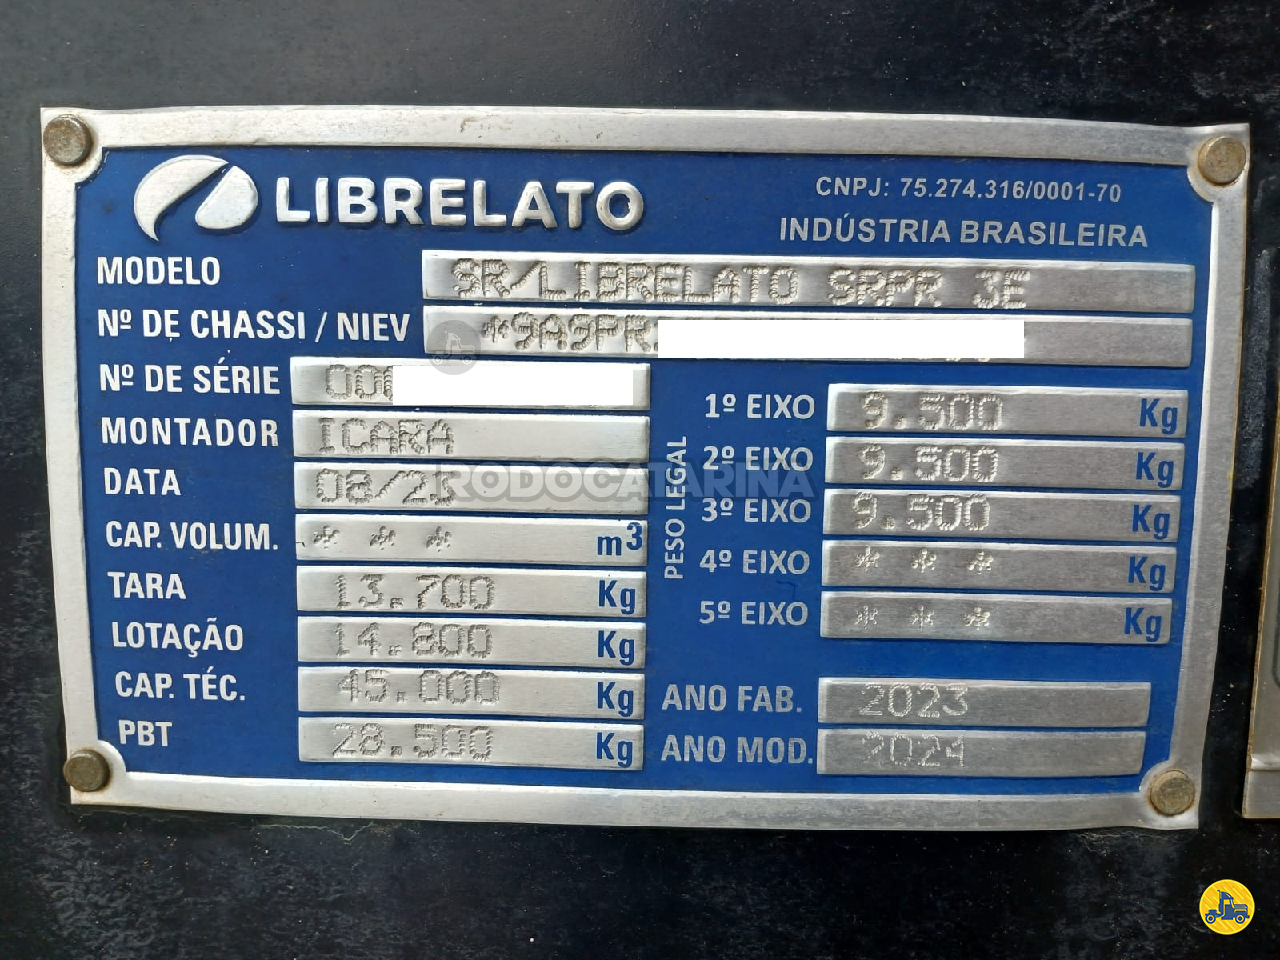 LIBRELATO
CNPJ: 75.274.316/0001-70
INDÚSTRIA BRASILEIRA
MODELO SR/LIBRELATO SRPR 3E
Nº DE CHASSI / NIEV *9A9PR
Nº DE SÉRIE 00
MONTADOR ICARA
DATA 08/23
CAP. VOLUM. * * * m³
TARA 13.700 Kg
LOTAÇÃO 14.800 Kg
CAP. TÉC. 45.000 Kg
PBT 28.500 Kg
PESO LEGAL
1º EIXO 9.500 Kg
2º EIXO 9.500 Kg
3º EIXO 9.500 Kg
4º EIXO * * * Kg
5º EIXO * * * Kg
ANO FAB. 2023
ANO MOD. 2024
RODOCATARINA